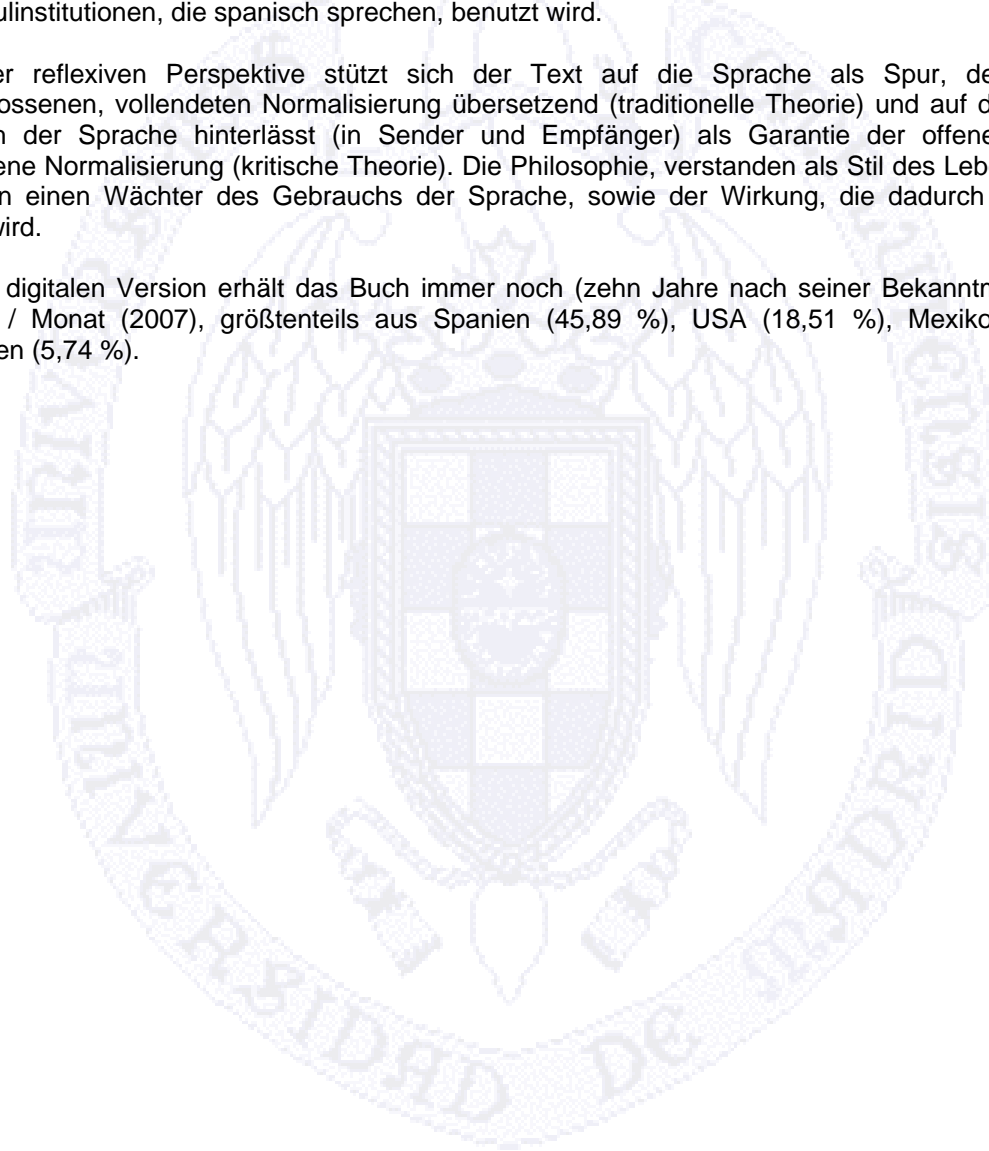 ulinstitutionen, die spanisch sprechen, benutzt wird.
er reflexiven Perspektive stützt sich der Text auf die Sprache als Spur, de
ossenen, vollendeten Normalisierung übersetzend (traditionelle Theorie) und auf d
n der Sprache hinterlässt (in Sender und Empfänger) als Garantie der offene
ene Normalisierung (kritische Theorie). Die Philosophie, verstanden als Stil des Leb
n einen Wächter des Gebrauchs der Sprache, sowie der Wirkung, die dadurch
wird.
digitalen Version erhält das Buch immer noch (zehn Jahre nach seiner Bekanntm
/ Monat (2007), größtenteils aus Spanien (45,89 %), USA (18,51 %), Mexiko
en (5,74 %).
UNIVERSIDAD DE MADRID